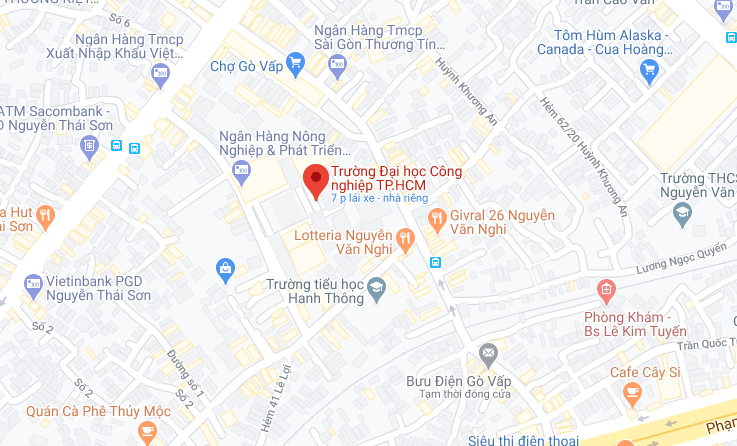 Số 6
Ngân Hàng Tmcp
Xuất Nhập Khẩu Việt...
Ngân Hàng Tmcp
Sài Gòn Thương Tín...
Chợ Gò Vấp
Trần Cao Vân
Tôm Hùm Alaska -
Canada - Cua Hoàng...
Huỳnh Khương An
Hẻm 62/20 Huỳnh Khương An
ATM Sacombank -
D Nguyễn Thái Sơn
Ngân Hàng Nông
Nghiệp & Phát Triển...
Trường Đại học Công
nghiệp TP.HCM
7 p lái xe - nhà riêng
Trường THCS
Nguyễn Văn
a Hut
i Sơn
Lotteria Nguyễn
Văn Nghi
Givral 26 Nguyễn
Văn Nghi
Lương Ngọc Quyến
Vietinbank PGD
Nguyễn Thái Sơn
Trường tiểu học
Hanh Thông
Phòng Khám -
Bs Lê Kim Tuyến
Số 2
Số 2
Đường số 1
Hẻm 41 Lê Lợi
Trần Quốc T
Bưu Điện Gò Vấp
Tạm thời đóng cửa
Cafe Cây Si
Quán Cà Phê Thủy Mộc
Siêu thị điện thoại
Phạ